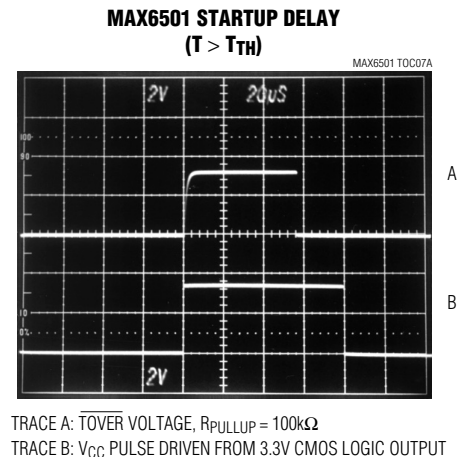 MAX6501 STARTUP DELAY
(T > TTH)
MAX6501 TOC07A
2V 20uS
100
90
A
B
10
0%
2V
TRACE A: TOVER VOLTAGE, RPULLUP = 100kΩ
TRACE B: VCC PULSE DRIVEN FROM 3.3V CMOS LOGIC OUTPUT